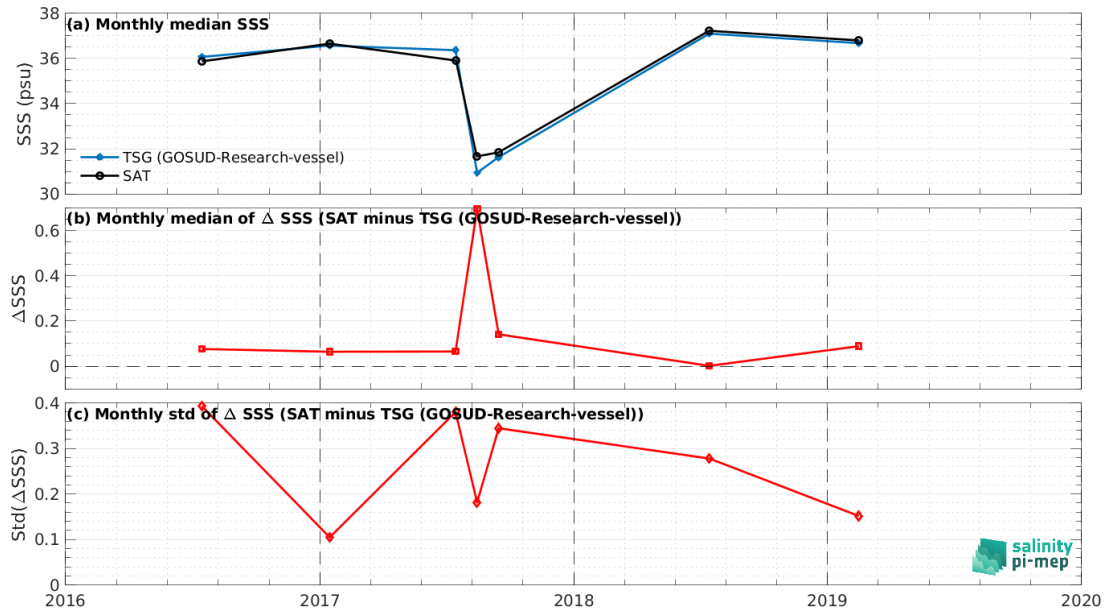 (a) Monthly median SSS
38
36
34
32
30
SSS (psu)
TSG (GOSUD-Research-vessel)
SAT
(b) Monthly median of Δ SSS (SAT minus TSG (GOSUD-Research-vessel))
0.6
0.4
0.2
0
ΔSSS
(c) Monthly std of Δ SSS (SAT minus TSG (GOSUD-Research-vessel))
0.4
0.3
0.2
0.1
0
Std(ΔSSS)
salinity
pi-mep
2016 2017 2018 2019 2020